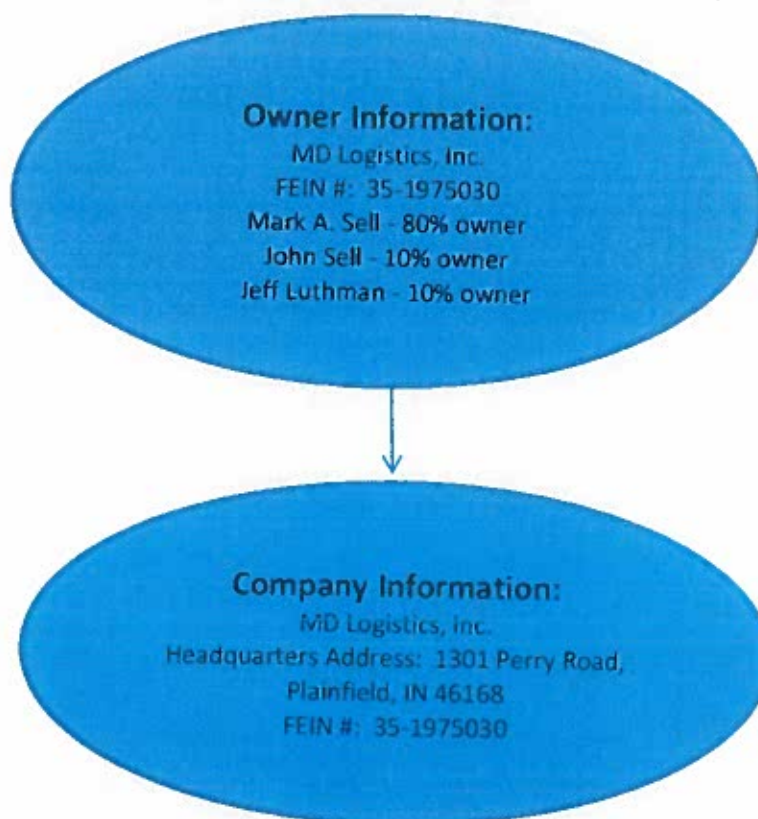 Owner Information:
MD Logistics, Inc.
FEIN #: 35-1975030
Mark A. Sell - 80% owner
John Sell - 10% owner
Jeff Luthman - 10% owner
Company Information:
MD Logistics, Inc.
Headquarters Address: 1301 Perry Road,
Plainfield, IN 46168
FEIN #: 35-1975030